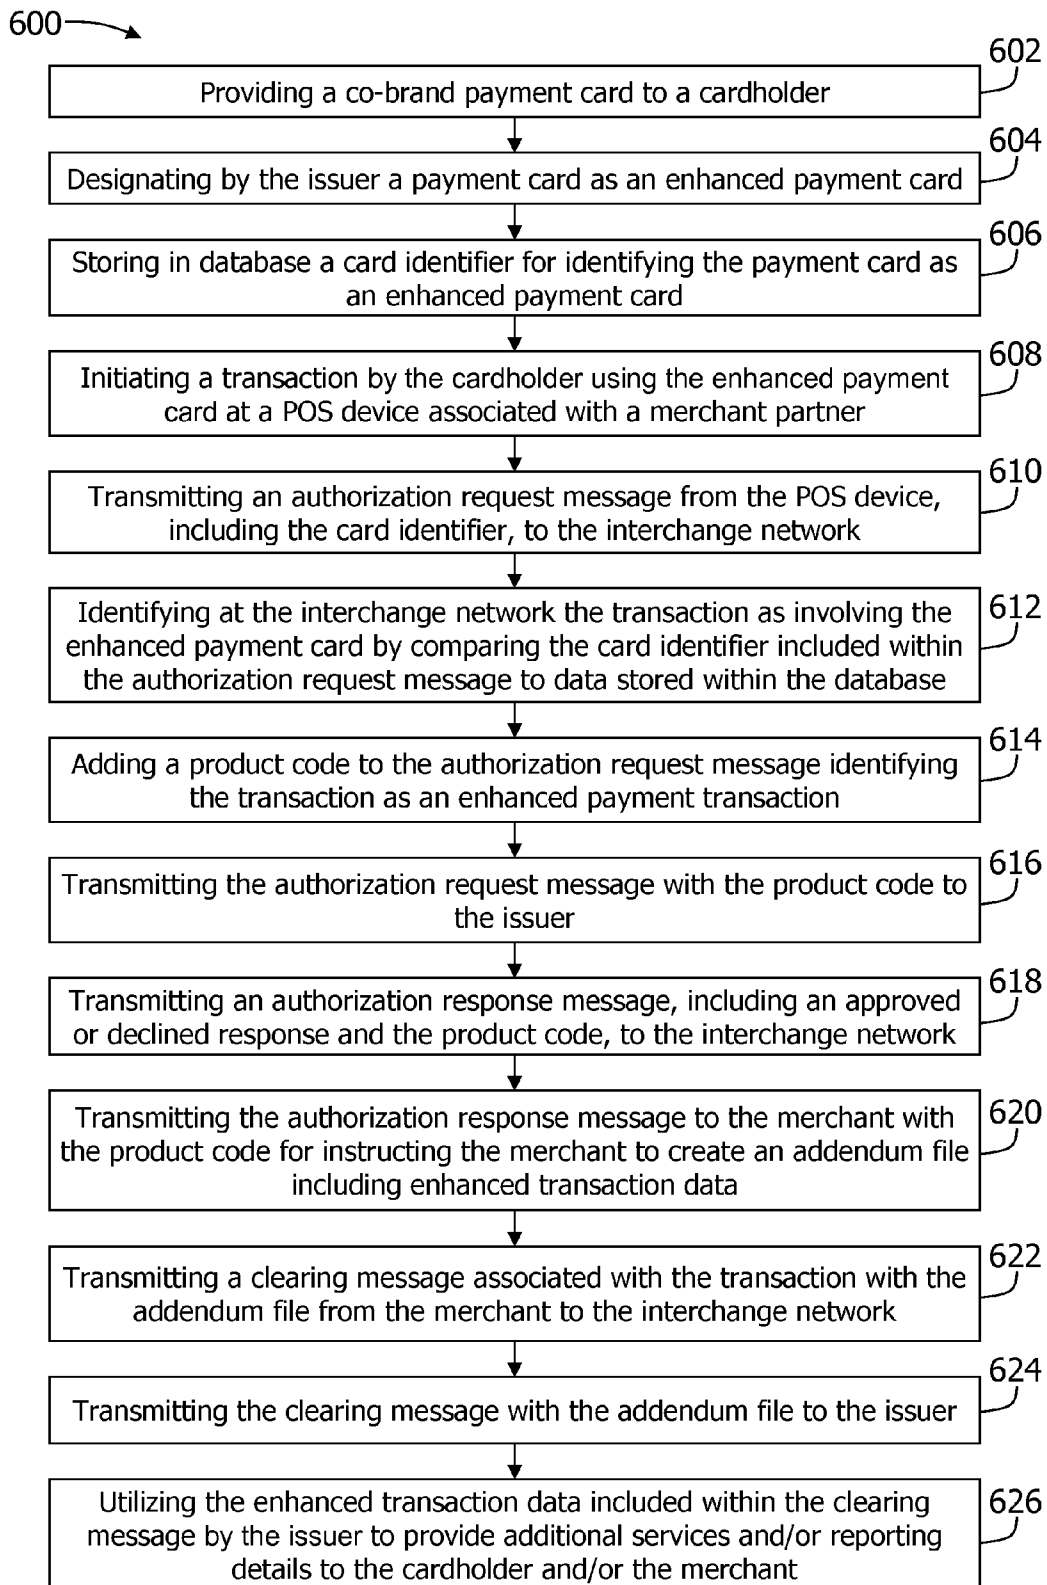 600
602
Providing a co-brand payment card to a cardholder
604
Designating by the issuer a payment card as an enhanced payment card
606
Storing in database a card identifier for identifying the payment card as
an enhanced payment card
608
Initiating a transaction by the cardholder using the enhanced payment
card at a POS device associated with a merchant partner
610
Transmitting an authorization request message from the POS device,
including the card identifier, to the interchange network
612
Identifying at the interchange network the transaction as involving the
enhanced payment card by comparing the card identifier included within
the authorization request message to data stored within the database
614
Adding a product code to the authorization request message identifying
the transaction as an enhanced payment transaction
616
Transmitting the authorization request message with the product code to
the issuer
618
Transmitting an authorization response message, including an approved
or declined response and the product code, to the interchange network
620
Transmitting the authorization response message to the merchant with
the product code for instructing the merchant to create an addendum file
including enhanced transaction data
622
Transmitting a clearing message associated with the transaction with the
addendum file from the merchant to the interchange network
624
Transmitting the clearing message with the addendum file to the issuer
626
Utilizing the enhanced transaction data included within the clearing
message by the issuer to provide additional services and/or reporting
details to the cardholder and/or the merchant